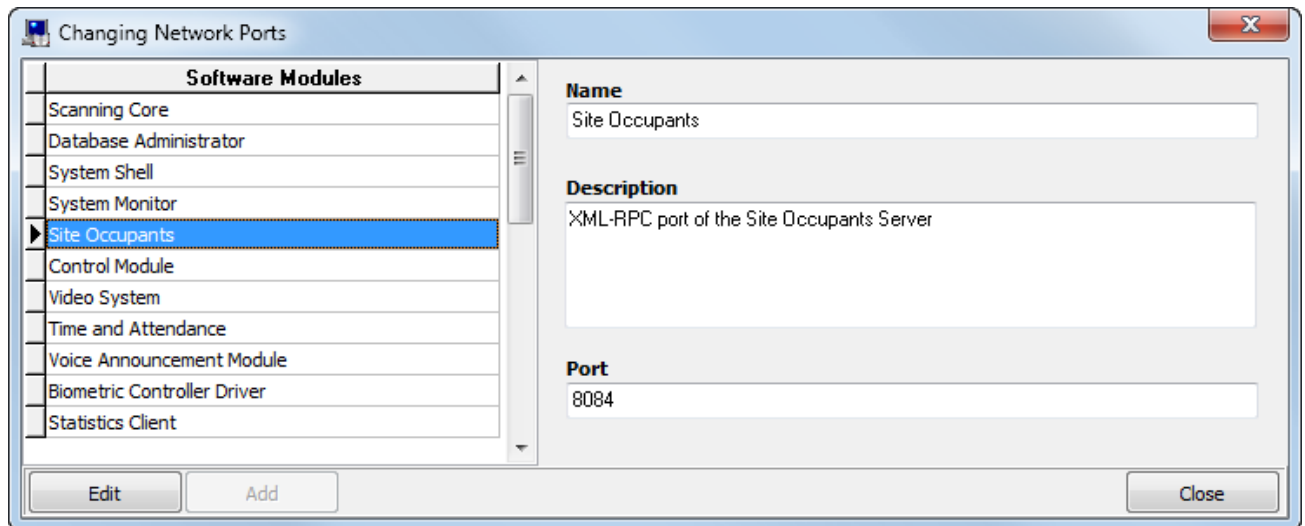 Changing Network Ports
Software Modules
Scanning Core
Database Administrator
System Shell
System Monitor
Site Occupants
Control Module
Video System
Time and Attendance
Voice Announcement Module
Biometric Controller Driver
Statistics Client
Name
Site Occupants
Description
XML-RPC port of the Site Occupants Server
Port
8084
Edit
Add
Close